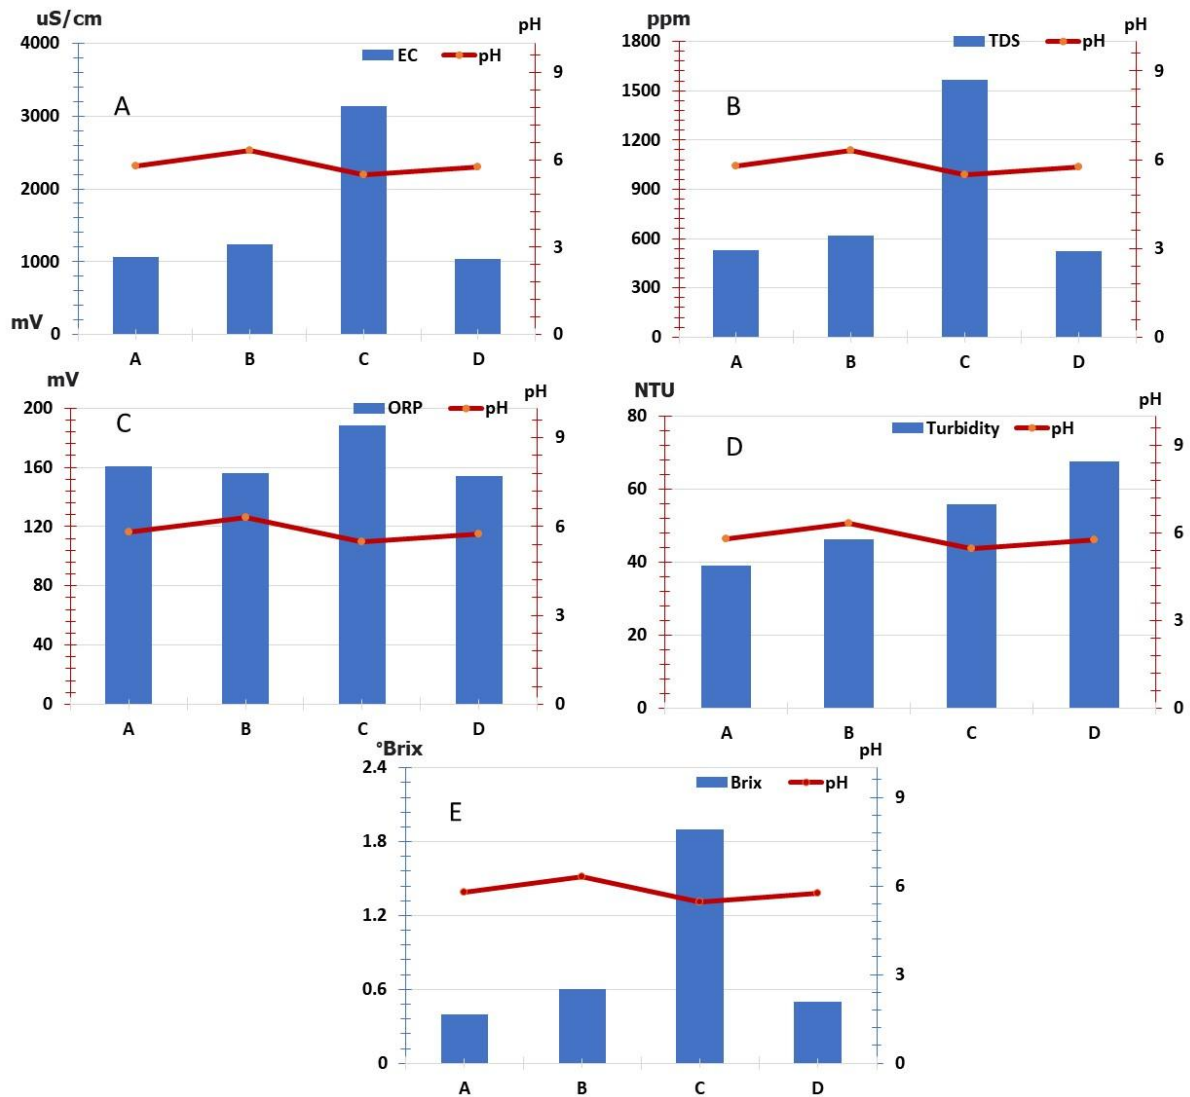 uS/cm
pH
4000
EC
pH
9
A
3000
6
2000
3
1000
mV
0
0
A
B
C
D
ppm
pH
1800
TDS
pH
9
1500
B
1200
6
900
600
3
300
0
0
A
B
C
D
mV
pH
200
ORP
pH
C
9
160
120
6
80
3
40
0
0
A
B
C
D
NTU
pH
80
Turbidity
pH
D
9
60
6
40
3
20
0
0
A
B
C
D
°Brix
pH
2.4
Brix
pH
9
E
1.8
6
1.2
3
0.6
0
0
A
B
C
D